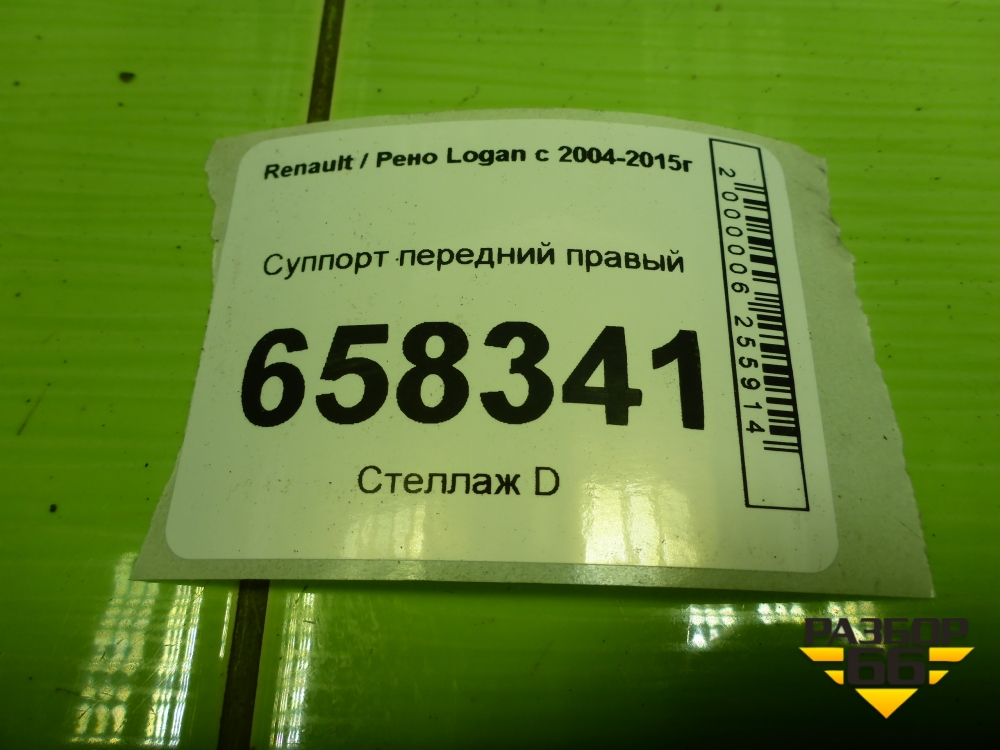 Renault / Рено Logan с 2004-2015г
Суппорт передний правый
658341
Стеллаж D
2000006255914
РАЗБОР
66